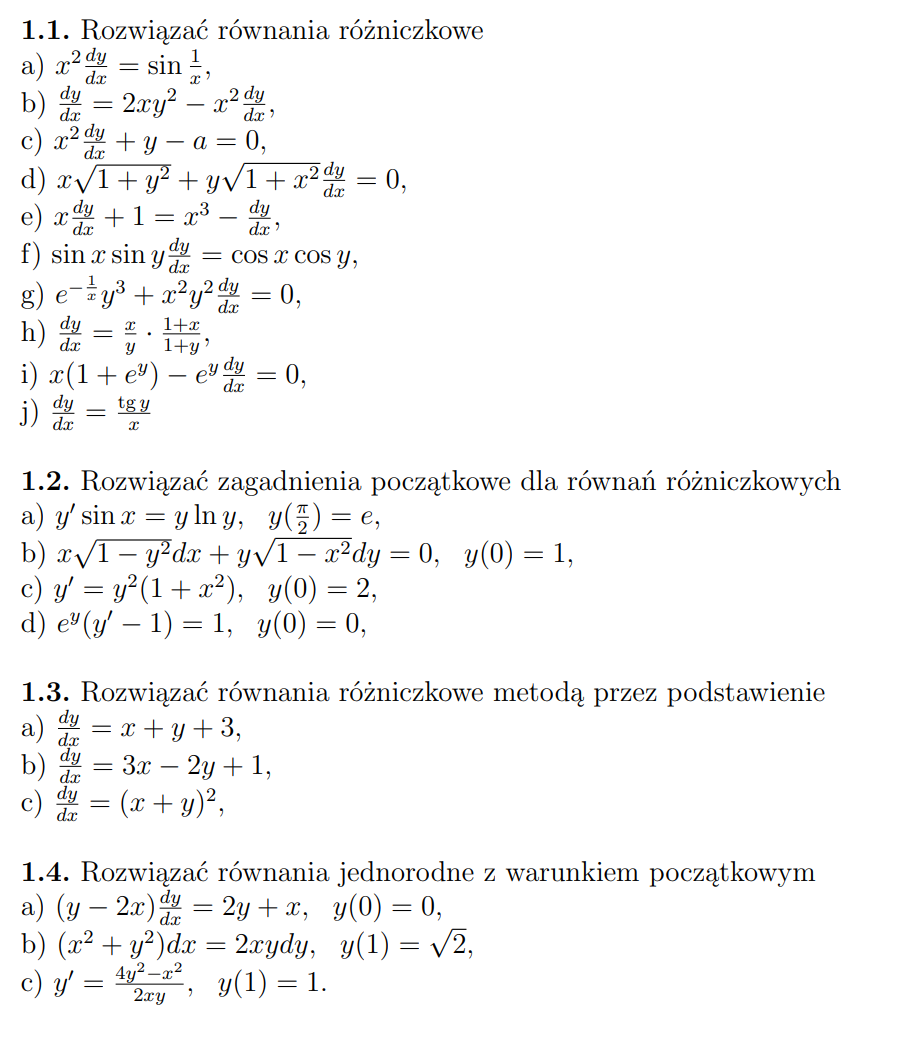 1.1. Rozwiązać równania różniczkowe
a) $x^2\frac{dy}{dx} = \sin\frac{1}{x}$,
b) $\frac{dy}{dx} = 2xy^2 - x^2\frac{dy}{dx}$,
c) $x^2\frac{dy}{dx} + y - a = 0$,
d) $x\sqrt{1+y^2} + y\sqrt{1+x^2}\frac{dy}{dx} = 0$,
e) $x\frac{dy}{dx} + 1 = x^3 - \frac{dy}{dx}$,
f) $\sin x \sin y\frac{dy}{dx} = \cos x \cos y$,
g) $e^{-\frac{1}{x}}y^3 + x^2y^2\frac{dy}{dx} = 0$,
h) $\frac{dy}{dx} = \frac{x}{y} \cdot \frac{1+x}{1+y}$,
i) $x(1+e^y) - e^y\frac{dy}{dx} = 0$,
j) $\frac{dy}{dx} = \frac{\text{tg}\, y}{x}$
1.2. Rozwiązać zagadnienia początkowe dla równań różniczkowych
a) $y' \sin x = y \ln y$, $y(\frac{\pi}{2}) = e$,
b) $x\sqrt{1-y^2}dx + y\sqrt{1-x^2}dy = 0$, $y(0) = 1$,
c) $y' = y^2(1+x^2)$, $y(0) = 2$,
d) $e^y(y' - 1) = 1$, $y(0) = 0$,
1.3. Rozwiązać równania różniczkowe metodą przez podstawienie
a) $\frac{dy}{dx} = x + y + 3$,
b) $\frac{dy}{dx} = 3x - 2y + 1$,
c) $\frac{dy}{dx} = (x+y)^2$,
1.4. Rozwiązać równania jednorodne z warunkiem początkowym
a) $(y - 2x)\frac{dy}{dx} = 2y + x$, $y(0) = 0$,
b) $(x^2 + y^2)dx = 2xydy$, $y(1) = \sqrt{2}$,
c) $y' = \frac{4y^2 - x^2}{2xy}$, $y(1) = 1$.